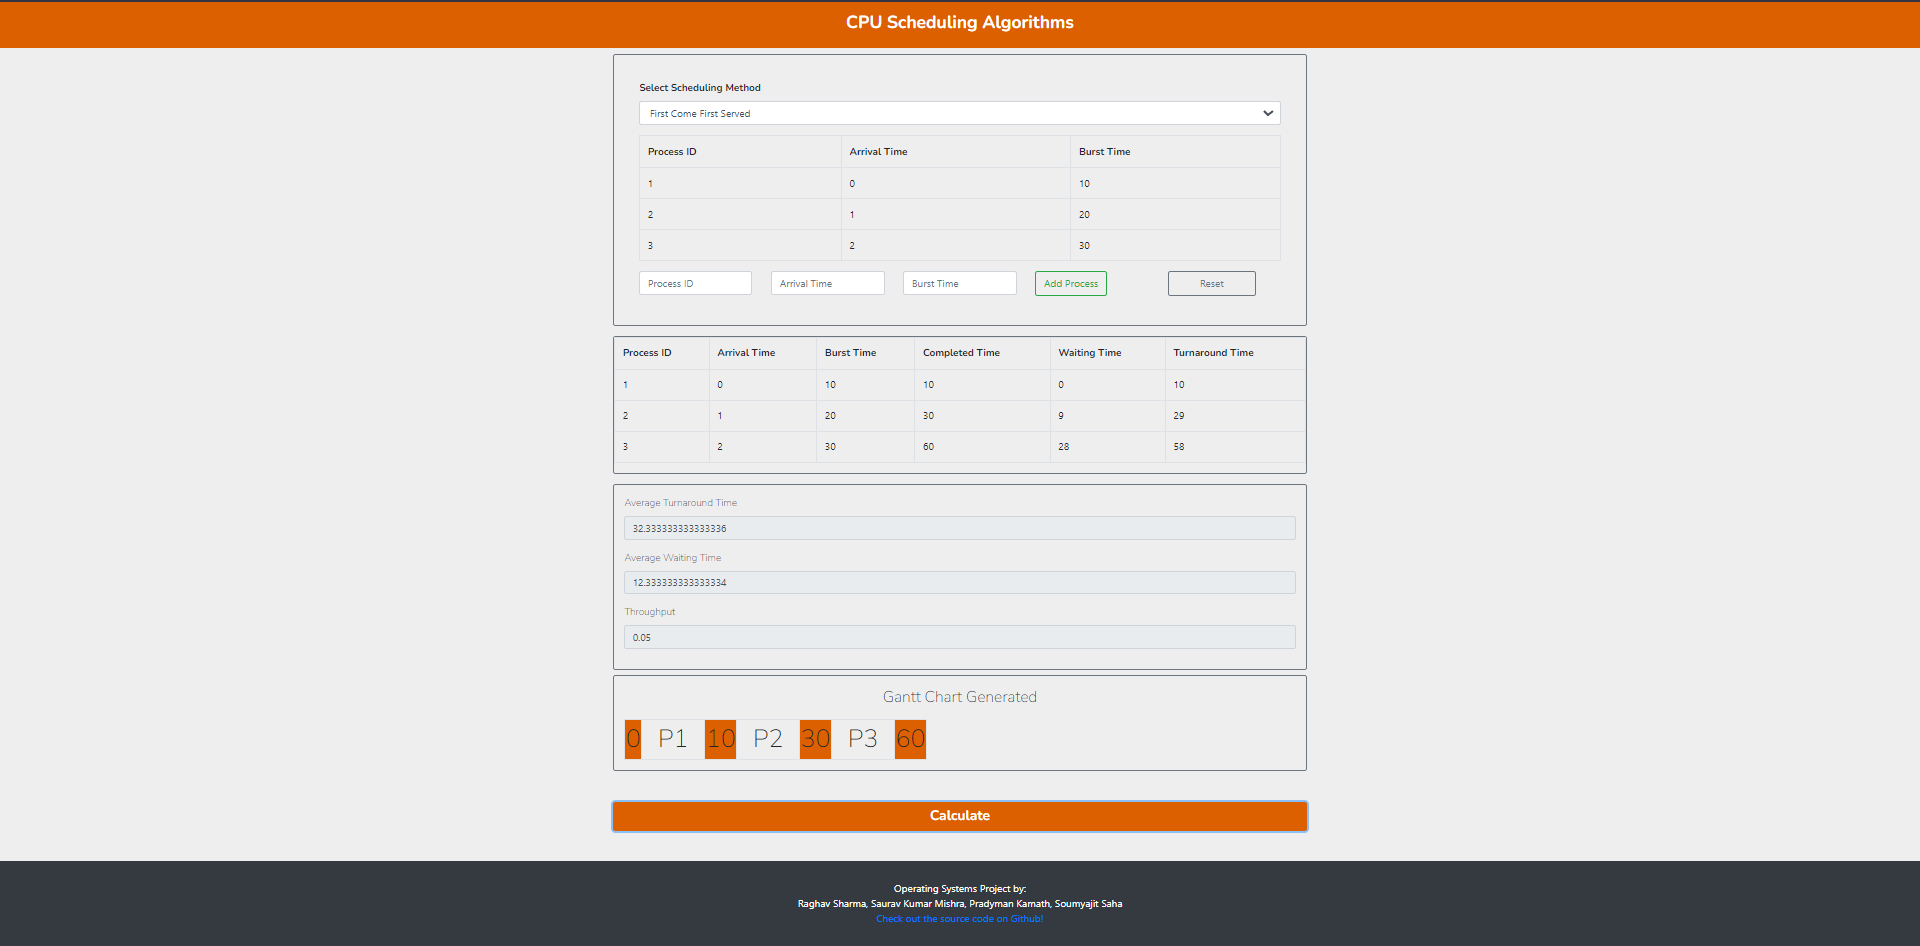 CPU Scheduling Algorithms
Select Scheduling Method
First Come First Served
Process ID Arrival Time Burst Time
1 0 10
2 1 20
3 2 30
Process ID Arrival Time Burst Time Add Process Reset
Process ID Arrival Time Burst Time Completed Time Waiting Time Turnaround Time
1 0 10 10 0 10
2 1 20 30 9 29
3 2 30 60 28 58
Average Turnaround Time
32.333333333333336
Average Waiting Time
12.333333333333334
Throughput
0.05
Gantt Chart Generated
0 P1 10 P2 30 P3 60
Calculate
Operating Systems Project by:
Raghav Sharma, Saurav Kumar Mishra, Pradyman Kamath, Soumyajit Saha
Check out the source code on Github!